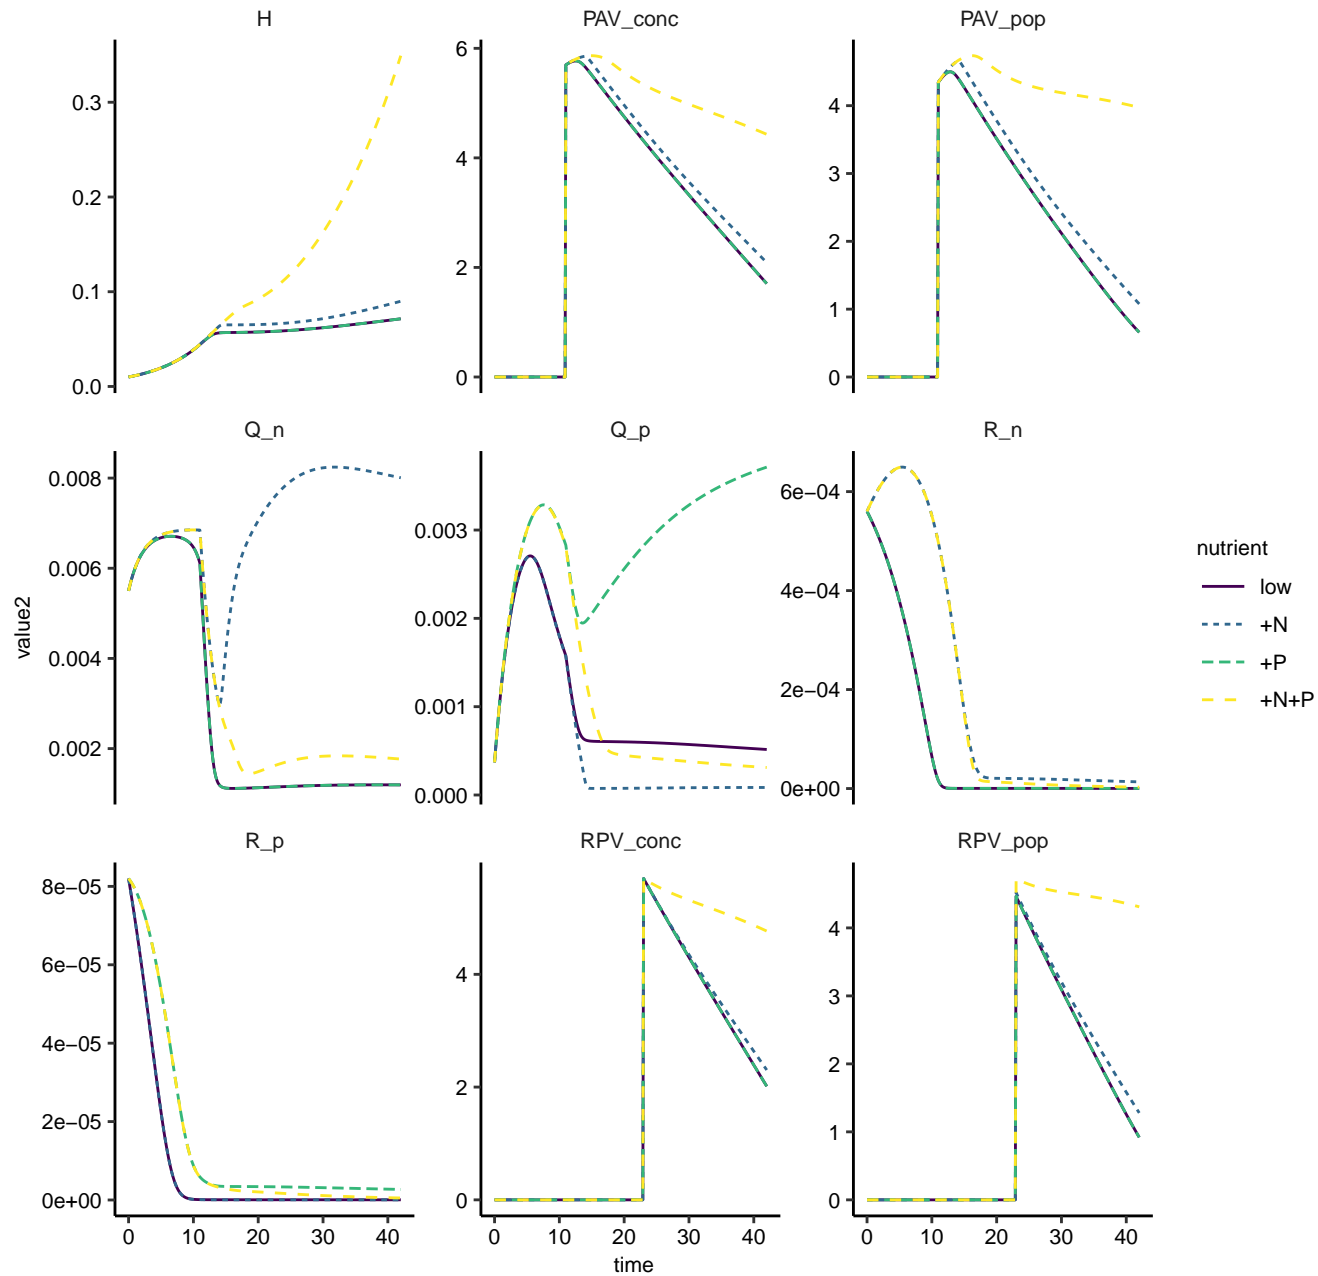 H
PAV_conc
PAV_pop
0.3
0.2
0.1
0.0
6
4
2
0
4
3
2
1
0
Q_n
Q_p
R_n
0.008
0.006
0.004
0.002
0.003
0.002
0.001
0.000
6e−04
4e−04
2e−04
0e+00
value2
nutrient
low
+N
+P
+N+P
R_p
RPV_conc
RPV_pop
8e−05
6e−05
4e−05
2e−05
0e+00
4
2
0
4
3
2
1
0
0 10 20 30 40
0 10 20 30 40
0 10 20 30 40
time